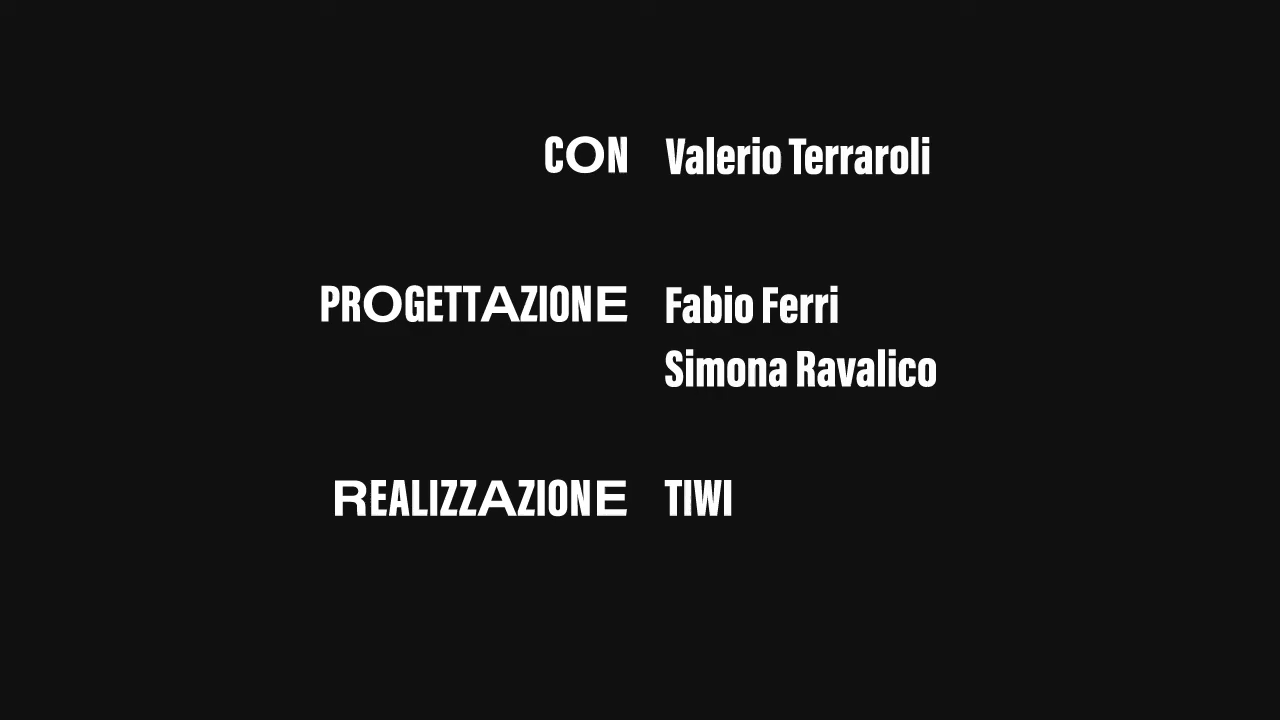 CON Valerio Terraroli
PROGETTAZIONE Fabio Ferri
Simona Ravalico
REALIZZAZIONE TIWI